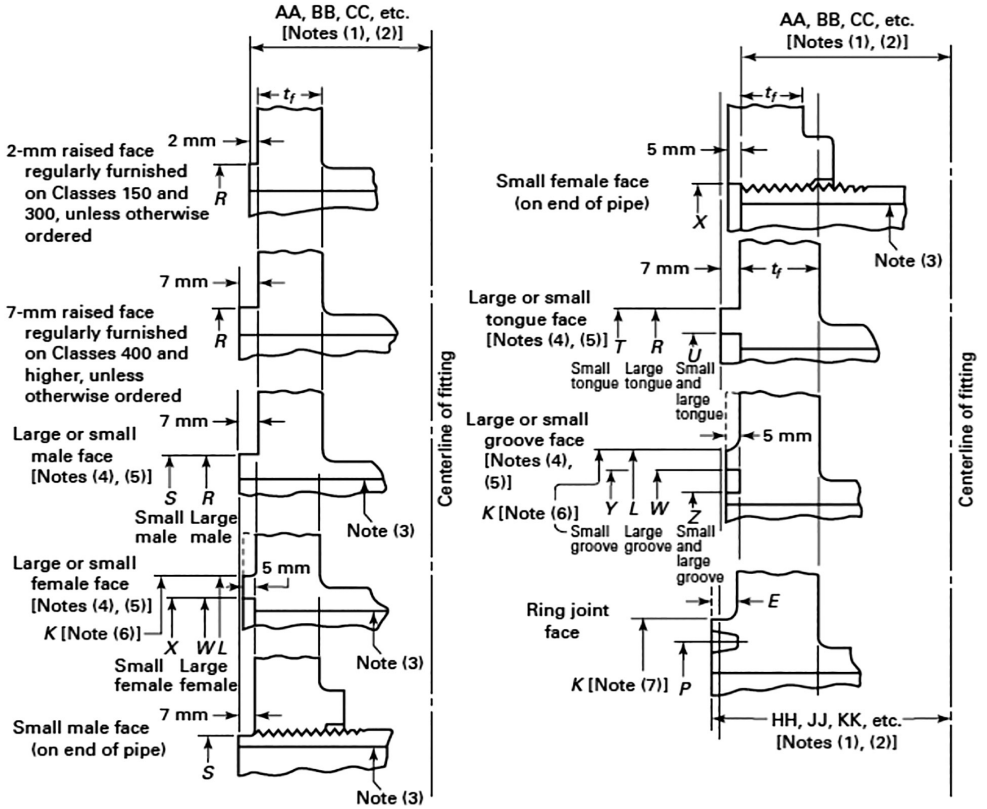 AA, BB, CC, etc.
[Notes (1), (2)]
tf
2 mm
2-mm raised face
regularly furnished
on Classes 150 and
300, unless otherwise
ordered
R
7 mm
7-mm raised face
regularly furnished
on Classes 400 and
higher, unless
otherwise ordered
R
7 mm
Large or small
male face
[Notes (4), (5)]
S R
Small Large
male male
Note (3)
Large or small
female face
[Notes (4), (5)]
5 mm
K [Note (6)]
X W L
Small Large
female female
Note (3)
7 mm
Small male face
(on end of pipe)
S
Note (3)
Centerline of fitting
AA, BB, CC, etc.
[Notes (1), (2)]
tf
5 mm
Small female face
(on end of pipe)
X
Note (3)
7 mm
tf
Large or small
tongue face
[Notes (4), (5)]
T R U
Small Large Small
tongue tongue and
large
tongue
Large or small
groove face
[Notes (4),
(5)]
5 mm
K [Note (6)]
Y L W Z
Small Large Small
groove groove and
large
groove
Ring joint
face
E
K [Note (7)]
P
HH, JJ, KK, etc.
[Notes (1), (2)]
Centerline of fitting